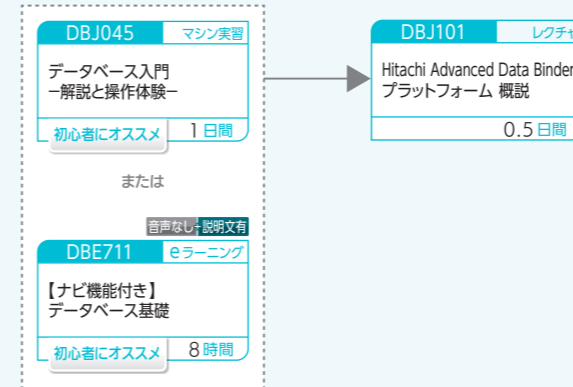 DBJ045 マシン実習
データベース入門
−解説と操作体験−
初心者にオススメ 1日間
または
音声なし+説明文有
DBE711 eラーニング
【ナビ機能付き】
データベース基礎
初心者にオススメ 8時間
DBJ101 レクチャ
Hitachi Advanced Data Binder
プラットフォーム 概説
0.5日間